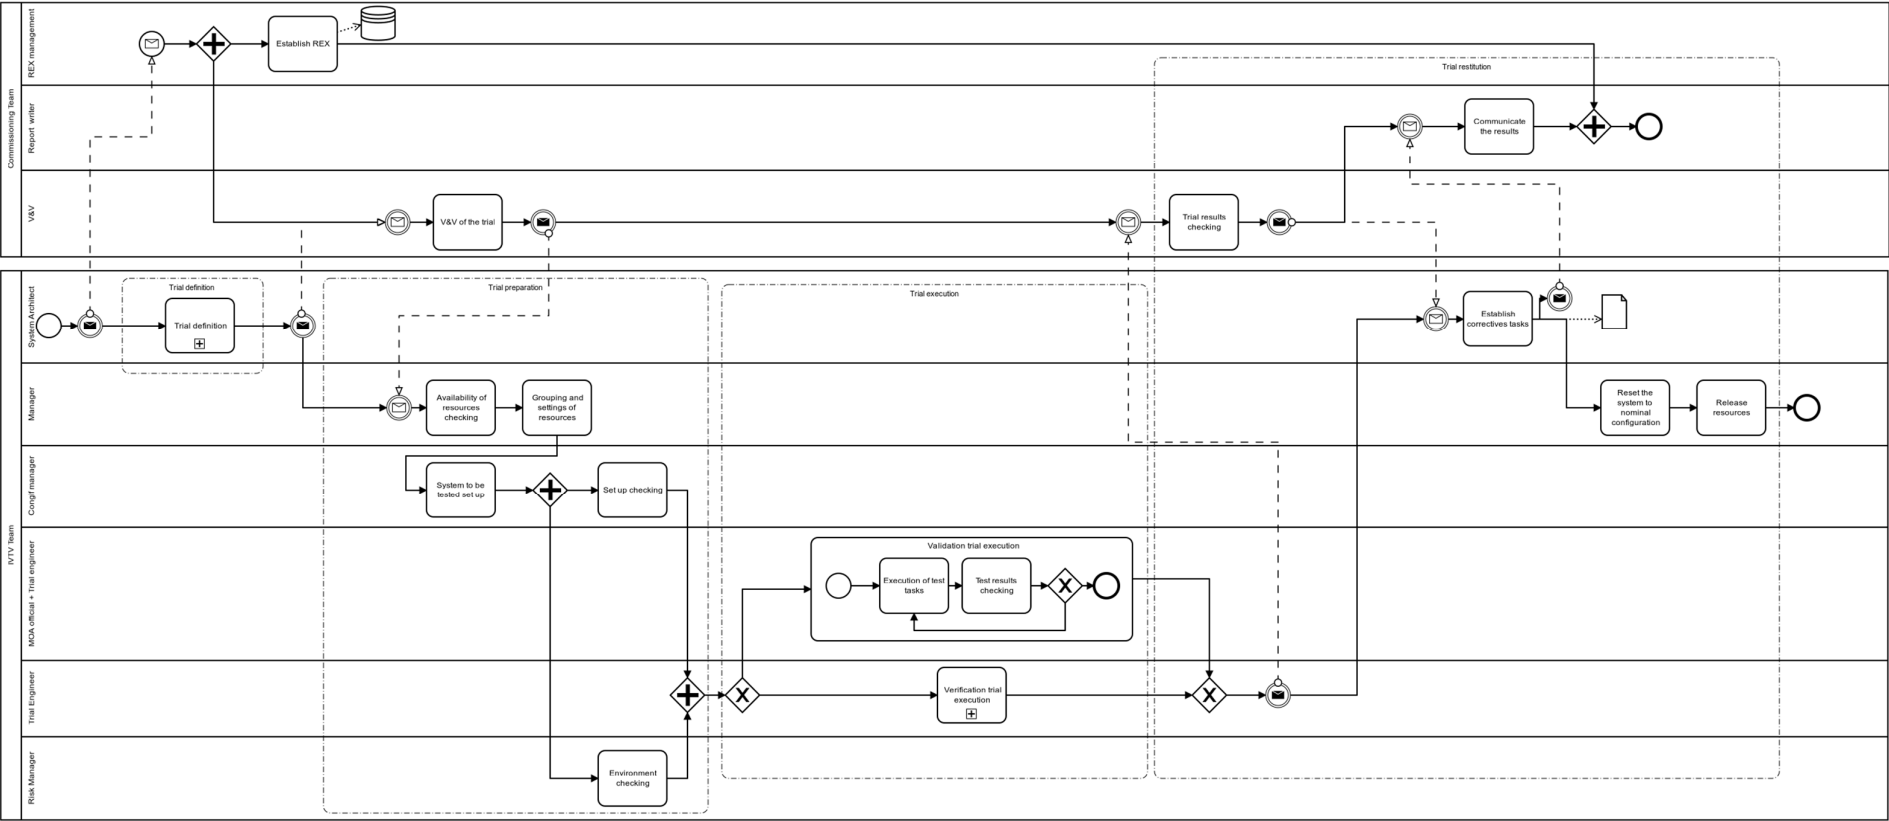 Commissioning Team
REX management
Establish REX
Trial restitution
Report writer
Communicate
the results
V&V
V&V of the trial
Trial results
checking
IVTV Team
System Architect
Trial definition
Trial definition
Trial preparation
Trial execution
Establish
correctives tasks
Manager
Availability of
resources
checking
Grouping and
settings of
resources
Reset the
system to
nominal
configuration
Release
resources
Congif manager
System to be
tested set up
Set up checking
MOA official + Trial engineer
Validation trial execution
Execution of test
tasks
Test results
checking
X
Trial Engineer
X
Verification trial
execution
X
Risk Manager
Environment
checking